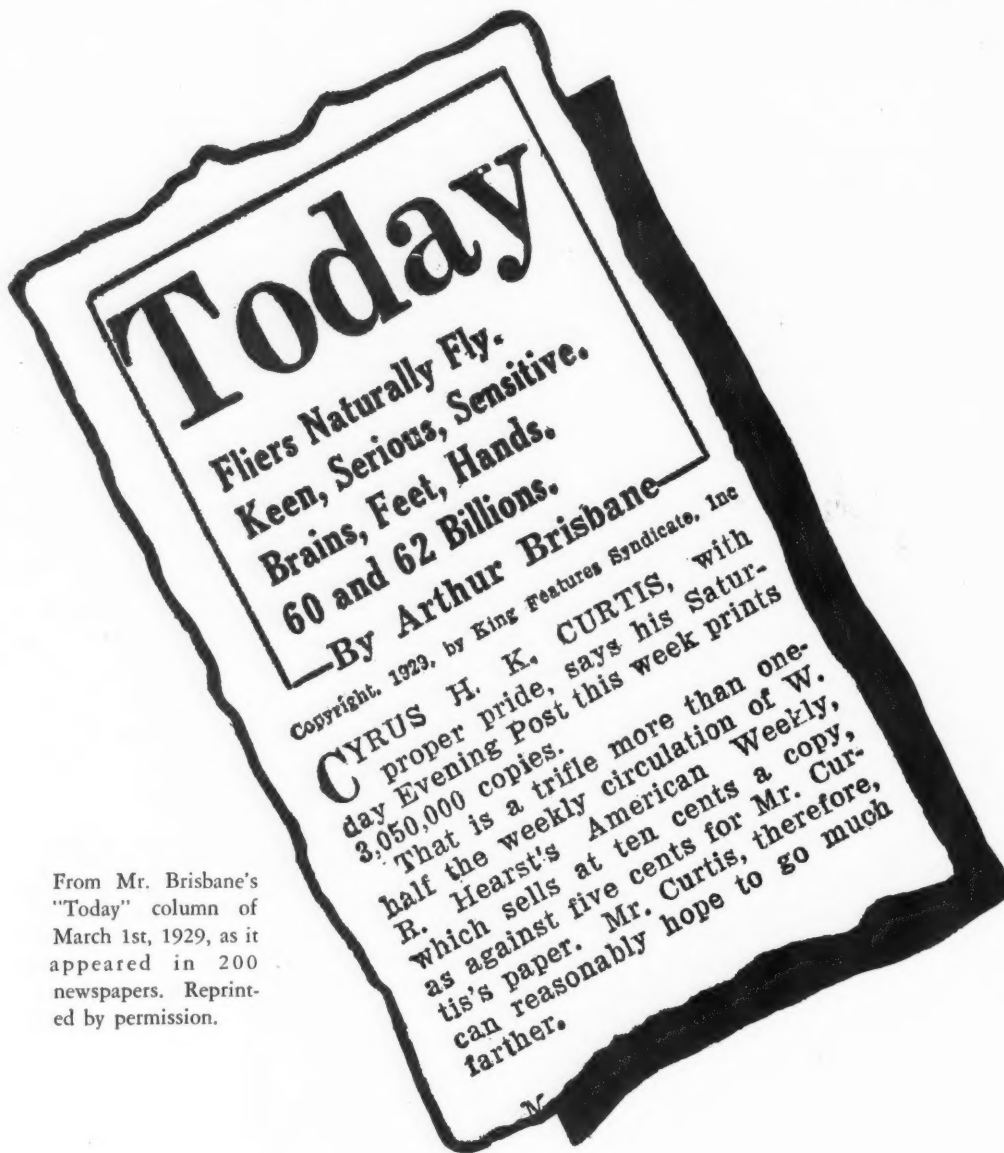 Today
Fliers Naturally Fly.
Keen, Serious, Sensitive.
Brains, Feet, Hands.
60 and 62 Billions.
By Arthur Brisbane
Copyright, 1929, by King Features Syndicate, Inc
CYRUS H. K. CURTIS, with
proper pride, says his Satur-
day Evening Post this week prints
3,050,000 copies.
That is a trifle more than one-
half the weekly circulation of W.
R. Hearst's American Weekly,
which sells at ten cents a copy,
as against five cents for Mr. Cur-
tis's paper. Mr. Curtis, therefore,
can reasonably hope to go much
farther.
From Mr. Brisbane's
"Today" column of
March 1st, 1929, as it
appeared in 200
newspapers. Reprint-
ed by permission.